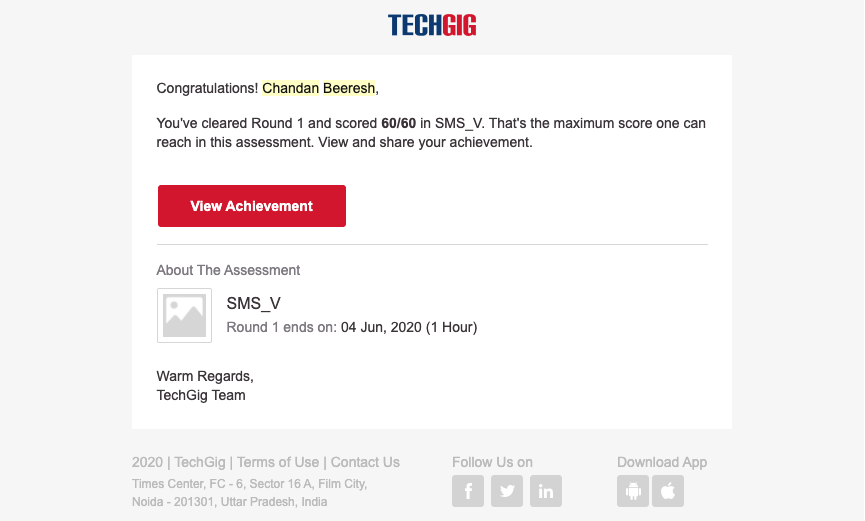 TECHGIG
Congratulations! Chandan Beeresh,
You've cleared Round 1 and scored 60/60 in SMS_V. That's the maximum score one can
reach in this assessment. View and share your achievement.
View Achievement
About The Assessment
SMS_V
Round 1 ends on: 04 Jun, 2020 (1 Hour)
Warm Regards,
TechGig Team
2020 | TechGig | Terms of Use | Contact Us
Times Center, FC - 6, Sector 16 A, Film City,
Noida - 201301, Uttar Pradesh, India
Follow Us on
f
in
Download App